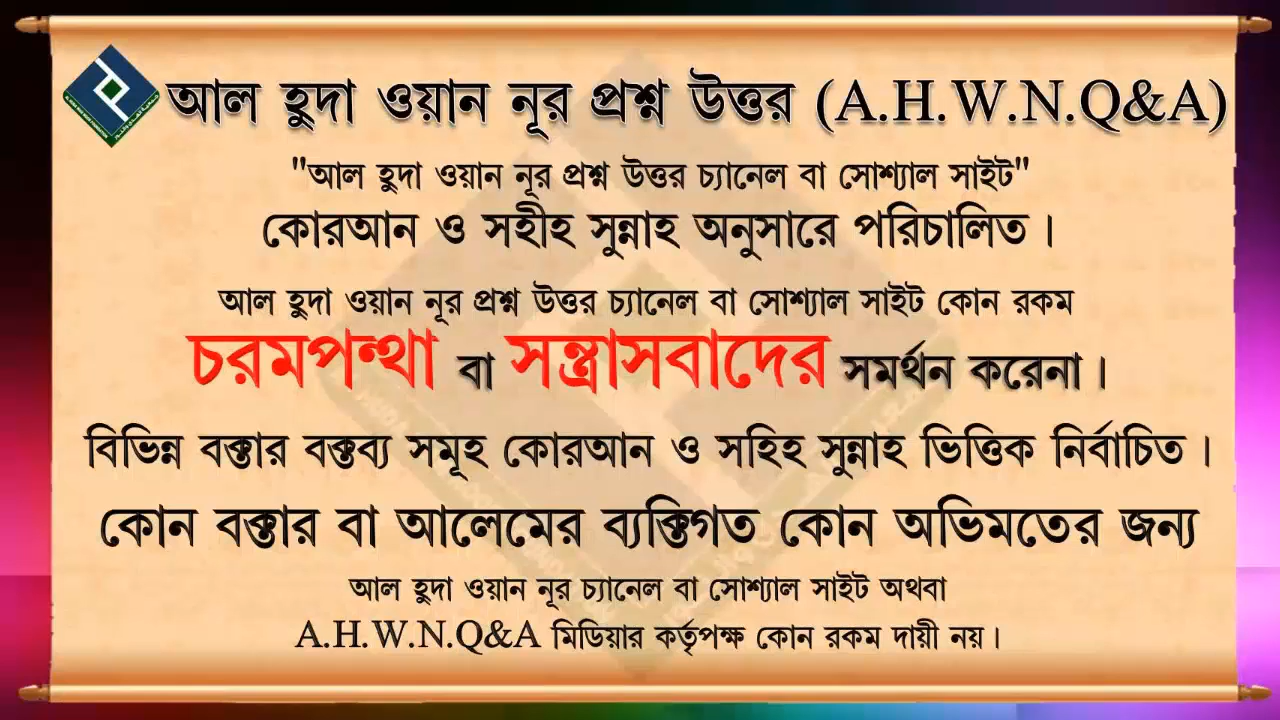 আল হুদা ওয়ান নূর প্রশ্ন উত্তর (A.H.W.N.Q&A)
"আল হুদা ওয়ান নূর প্রশ্ন উত্তর চ্যানেল বা সোশ্যাল সাইট"
কোরআন ও সহীহ সুন্নাহ অনুসারে পরিচালিত।
আল হুদা ওয়ান নূর প্রশ্ন উত্তর চ্যানেল বা সোশ্যাল সাইট কোন রকম
চরমপন্থা বা সন্ত্রাসবাদের সমর্থন করেনা।
বিভিন্ন বক্তার বক্তব্য সমূহ কোরআন ও সহিহ সুন্নাহ ভিত্তিক নির্বাচিত।
কোন বক্তার বা আলেমের ব্যক্তিগত কোন অভিমতের জন্য
আল হুদা ওয়ান নূর চ্যানেল বা সোশ্যাল সাইট অথবা
A.H.W.N.Q&A মিডিয়ার কর্তৃপক্ষ কোন রকম দায়ী নয়।